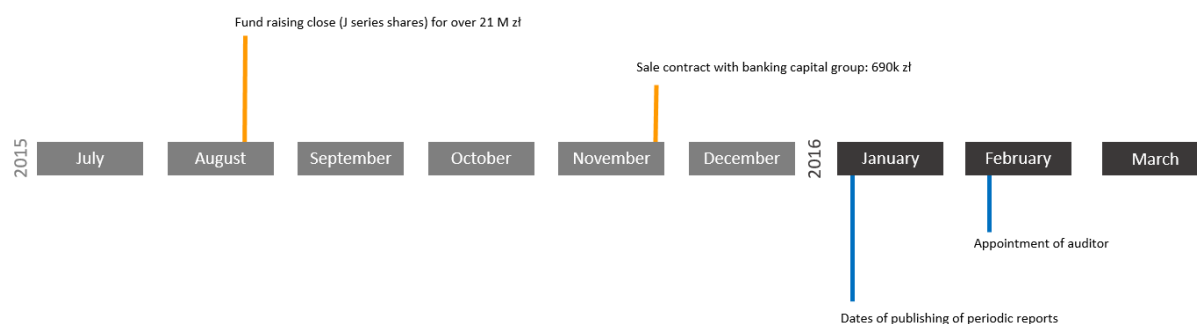 Fund raising close (J series shares) for over 21 M zł
Sale contract with banking capital group: 690k zł
2015
July
August
September
October
November
December
2016
January
February
March
Appointment of auditor
Dates of publishing of periodic reports